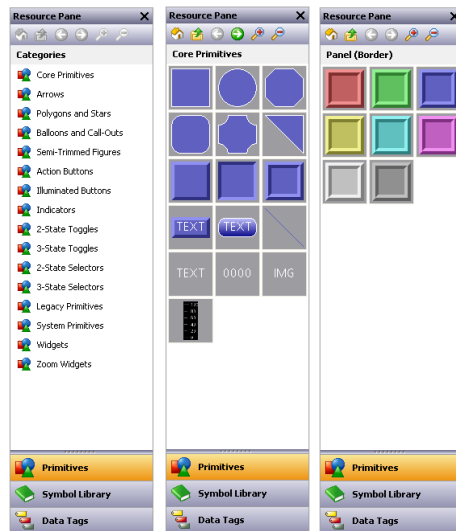 Resource Pane
Categories
Core Primitives
Arrows
Polygons and Stars
Balloons and Call-Outs
Semi-Trimmed Figures
Action Buttons
Illuminated Buttons
Indicators
2-State Toggles
3-State Toggles
2-State Selectors
3-State Selectors
Legacy Primitives
System Primitives
Widgets
Zoom Widgets
Primitives
Symbol Library
Data Tags
Resource Pane
Core Primitives
TEXT
TEXT
TEXT
0000
IMG
Primitives
Symbol Library
Data Tags
Resource Pane
Panel (Border)
Primitives
Symbol Library
Data Tags